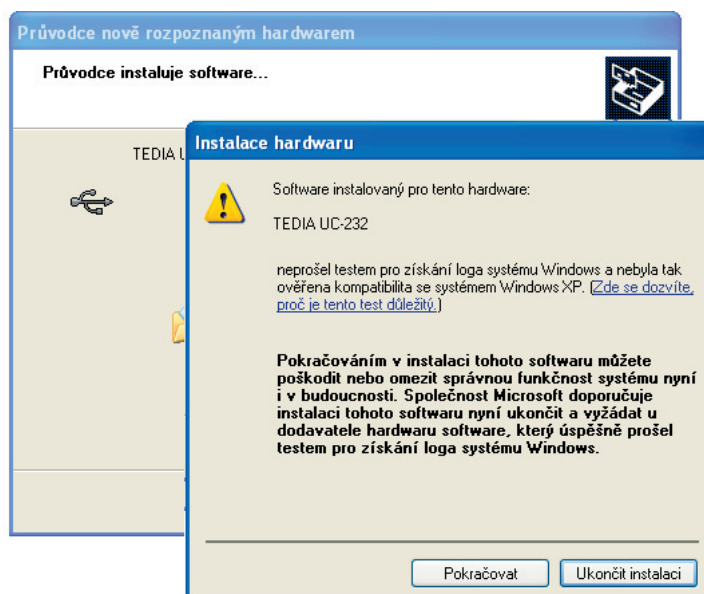 Průvodce nově rozpoznaným hardwarem
Průvodce instaluje software...
TEDIA
Instalace hardwaru
Software instalovaný pro tento hardware:
TEDIA UC-232
neprošel testem pro získání loga systému Windows a nebyla tak
ověřena kompatibilita se systémem Windows XP. (Zde se dozvíte,
proč je tento test důležitý.)
Pokračováním v instalaci tohoto softwaru můžete
poškodit nebo omezit správnou funkčnost systému nyní
i v budoucnosti. Společnost Microsoft doporučuje
instalaci tohoto softwaru nyní ukončit a vyžádat u
dodavatele hardwaru software, který úspěšně prošel
testem pro získání loga systému Windows.
Pokračovat
Ukončit instalaci